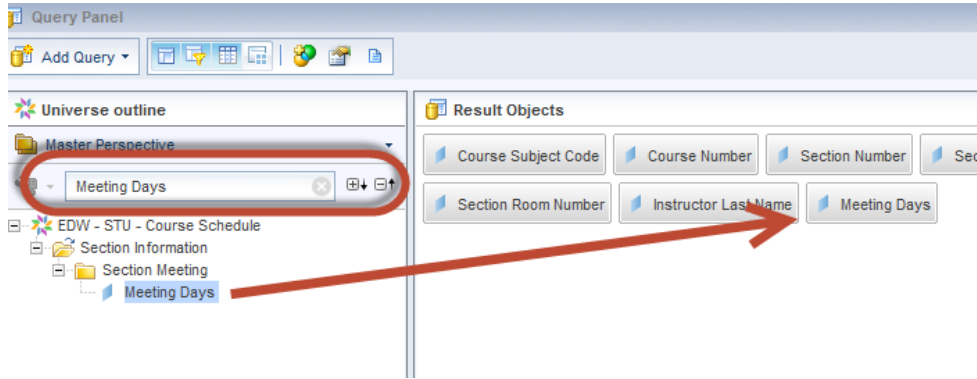 Query Panel
Add Query
Universe outline
Master Perspective
Meeting Days
EDW - STU - Course Schedule
Section Information
Section Meeting
Meeting Days
Result Objects
Course Subject Code
Course Number
Section Number
Sec
Section Room Number
Instructor Last Name
Meeting Days